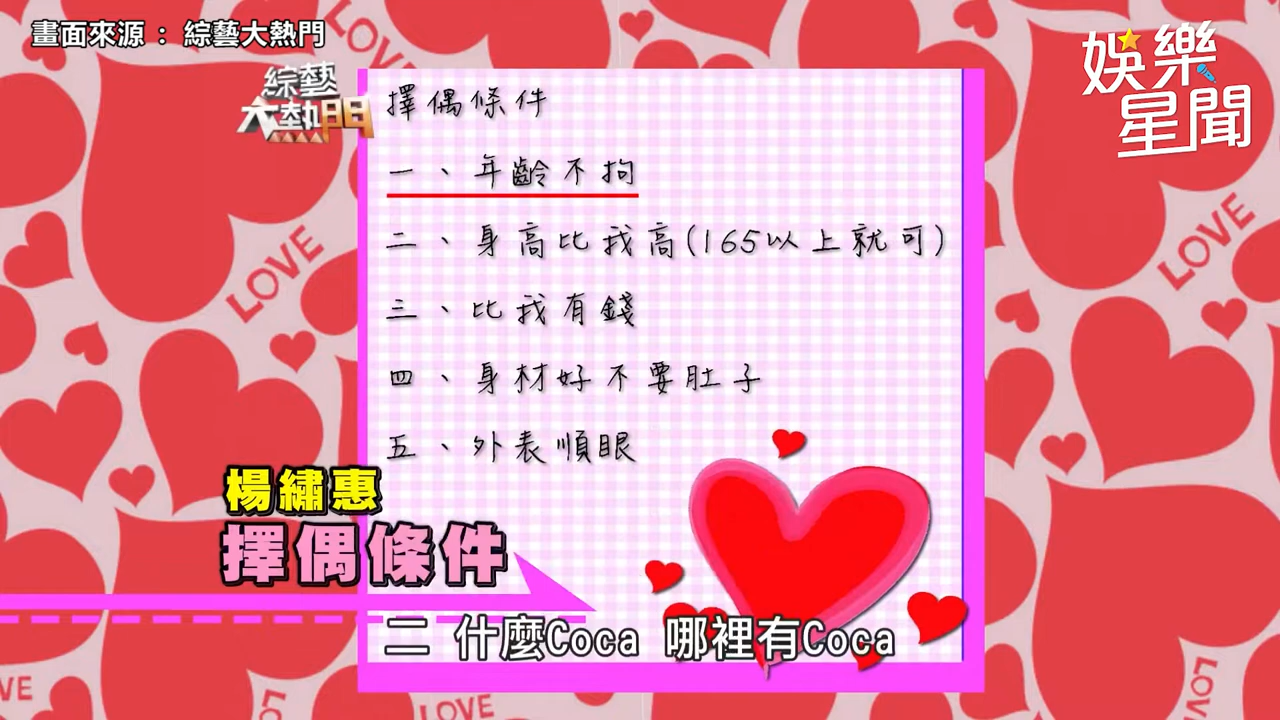 畫面來源：綜藝大熱門
娛樂星聞
綜藝大熱門
擇偶條件
一、年齡不拘
二、身高比我高(165以上就可)
三、比我有錢
四、身材好不要肚子
五、外表順眼
楊繡惠
擇偶條件
二 什麼Coca 哪裡有Coca
LOVE
LOVE
LOVE
LOVE